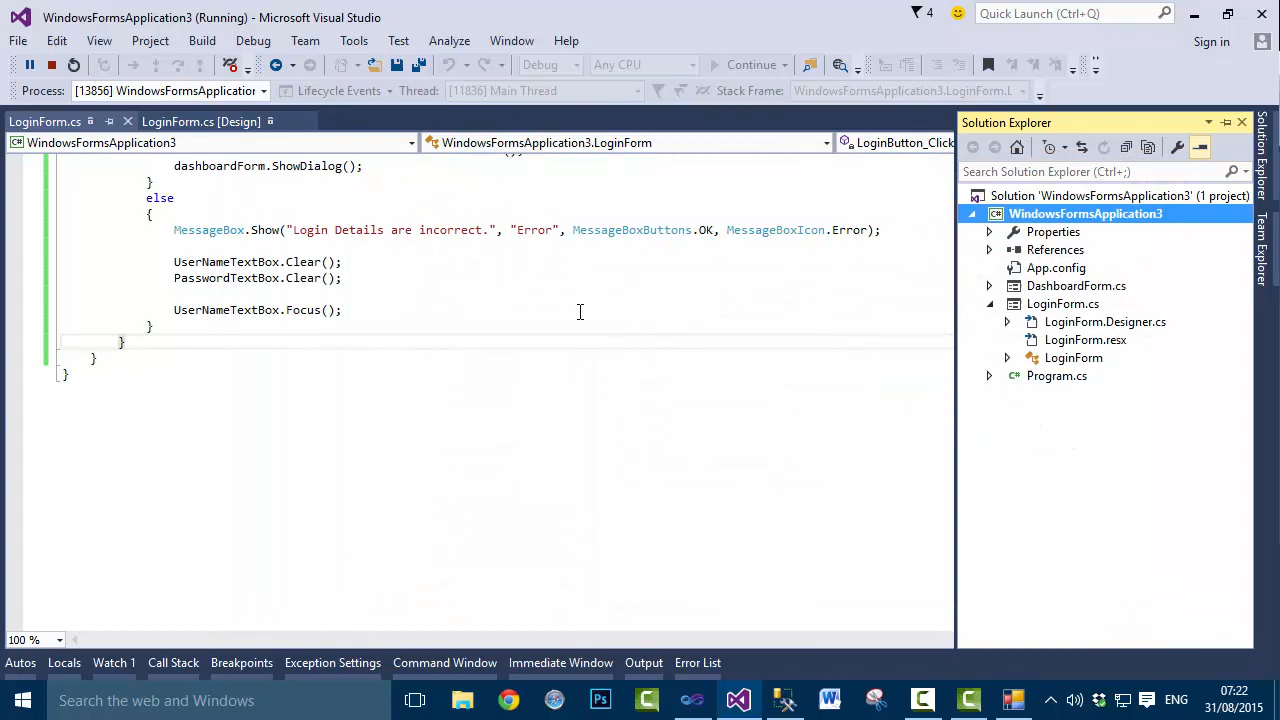 WindowsFormsApplication3 (Running) - Microsoft Visual Studio
4
Quick Launch (Ctrl+Q)
File Edit View Project Build Debug Team Tools Test Analyze Window Help
Sign in
Debug Any CPU Continue
Process: [13856] WindowsFormsApplication Lifecycle Events Thread: [11836] Main Thread Stack Frame: WindowsFormsApplication3.LoginForm.L
LoginForm.cs LoginForm.cs [Design]
WindowsFormsApplication3 WindowsFormsApplication3.LoginForm LoginButton_Click
dashboardForm.ShowDialog();
}
else
{
MessageBox.Show("Login Details are incorrect.", "Error", MessageBoxButtons.OK, MessageBoxIcon.Error);
UserNameTextBox.Clear();
PasswordTextBox.Clear();
UserNameTextBox.Focus();
}
}
}
}
100 %
Solution Explorer
Search Solution Explorer (Ctrl+;)
Solution 'WindowsFormsApplication3' (1 project)
WindowsFormsApplication3
Properties
References
App.config
DashboardForm.cs
LoginForm.cs
LoginForm.Designer.cs
LoginForm.resx
LoginForm
Program.cs
Solution Explorer
Team Explorer
Autos Locals Watch 1 Call Stack Breakpoints Exception Settings Command Window Immediate Window Output Error List
Search the web and Windows
ENG
07:22
31/08/2015